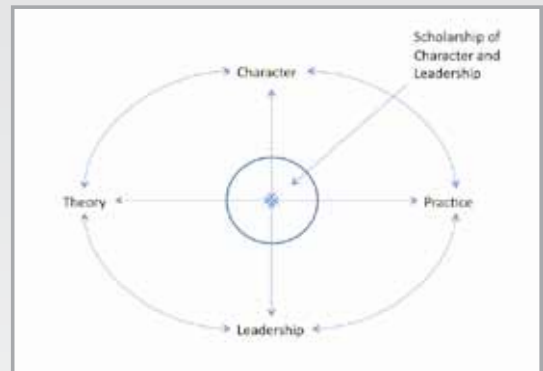 Scholarship of
Character and
Leadership
Character
Theory
Practice
Leadership